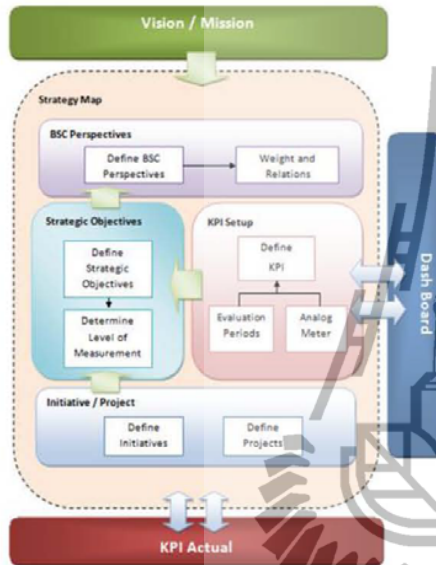 Vision / Mission
Strategy Map
BSC Perspectives
Define BSC
Perspectives
Weight and
Relations
Strategic Objectives
Define
Strategic
Objectives
Determine
Level of
Measurement
KPI Setup
Define
KPI
Evaluation
Periods
Analog
Meter
Dash Board
Initiative / Project
Define
Initiatives
Define
Projects
KPI Actual